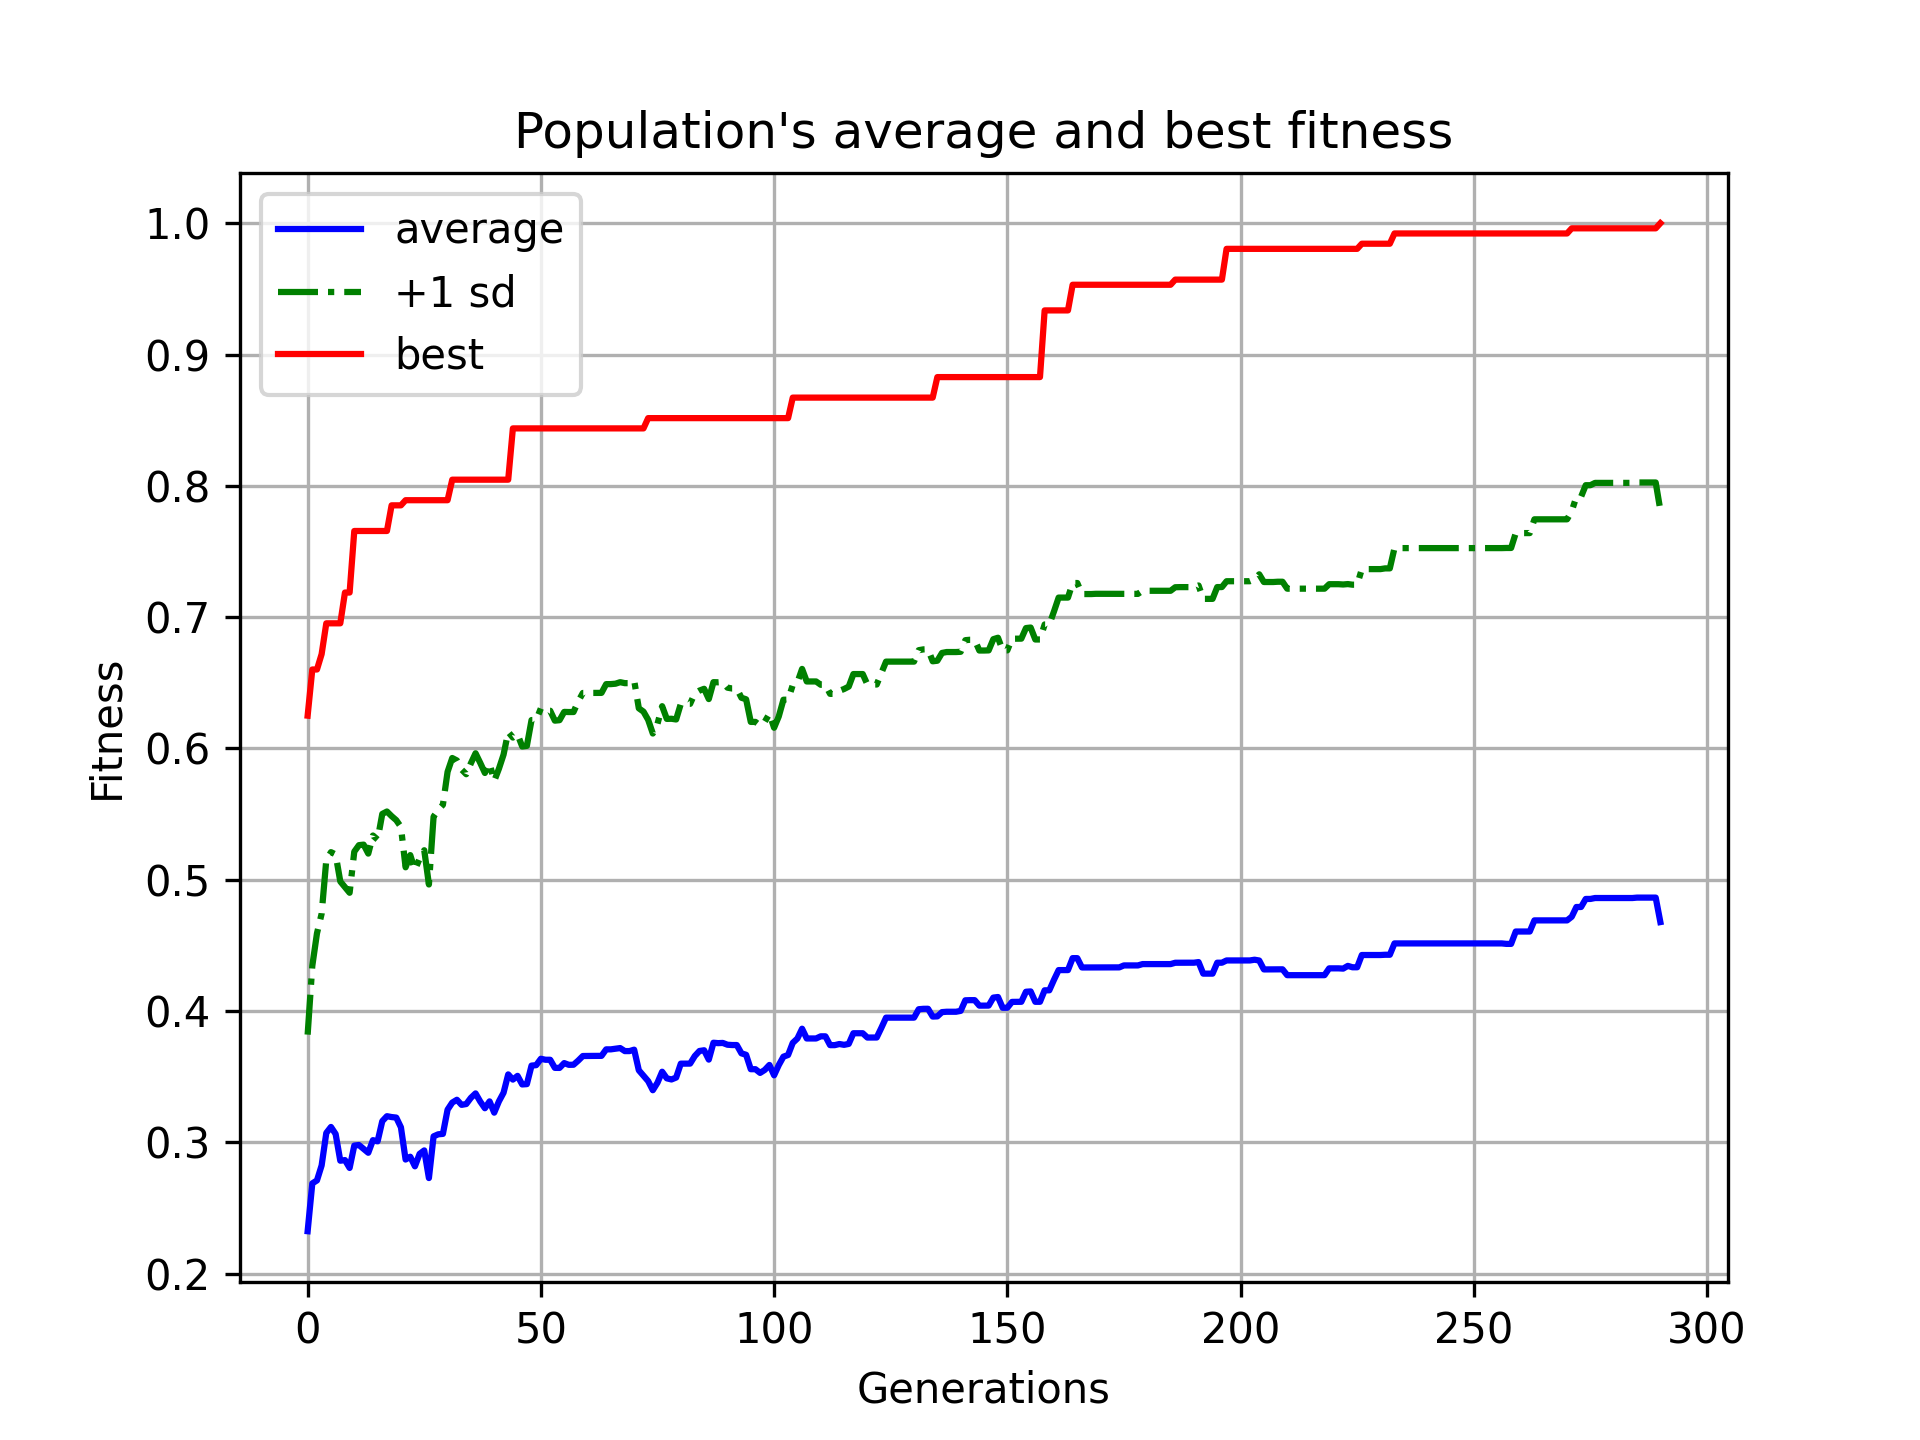 Population's average and best fitness
average
+1 sd
best
Fitness
1.0
0.9
0.8
0.7
0.6
0.5
0.4
0.3
0.2
0 50 100 150 200 250 300
Generations